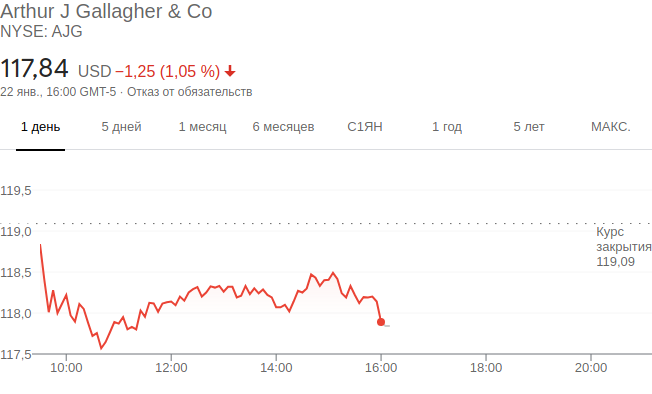 Arthur J Gallagher & Co
NYSE: AJG
117,84 USD −1,25 (1,05 %)
22 янв., 16:00 GMT-5 · Отказ от обязательств
1 день 5 дней 1 месяц 6 месяцев С1ЯН 1 год 5 лет МАКС.
119,5
119,0
Курс
закрытия
119,09
118,5
118,0
117,5
10:00 12:00 14:00 16:00 18:00 20:00